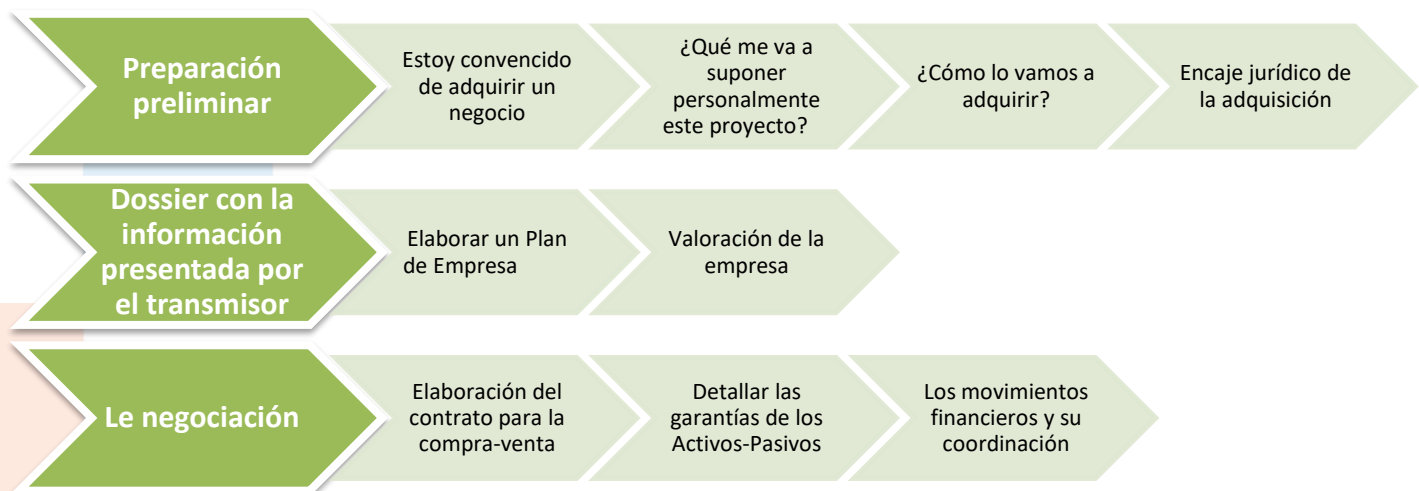 Preparación
preliminar
Estoy convencido
de adquirir un
negocio
¿Qué me va a
suponer
personalmente
este proyecto?
¿Cómo lo vamos a
adquirir?
Encaje jurídico de
la adquisición
Dossier con la
información
presentada por
el transmisor
Elaborar un Plan
de Empresa
Valoración de la
empresa
Le negociación
Elaboración del
contrato para la
compra-venta
Detallar las
garantías de los
Activos-Pasivos
Los movimientos
financieros y su
coordinación